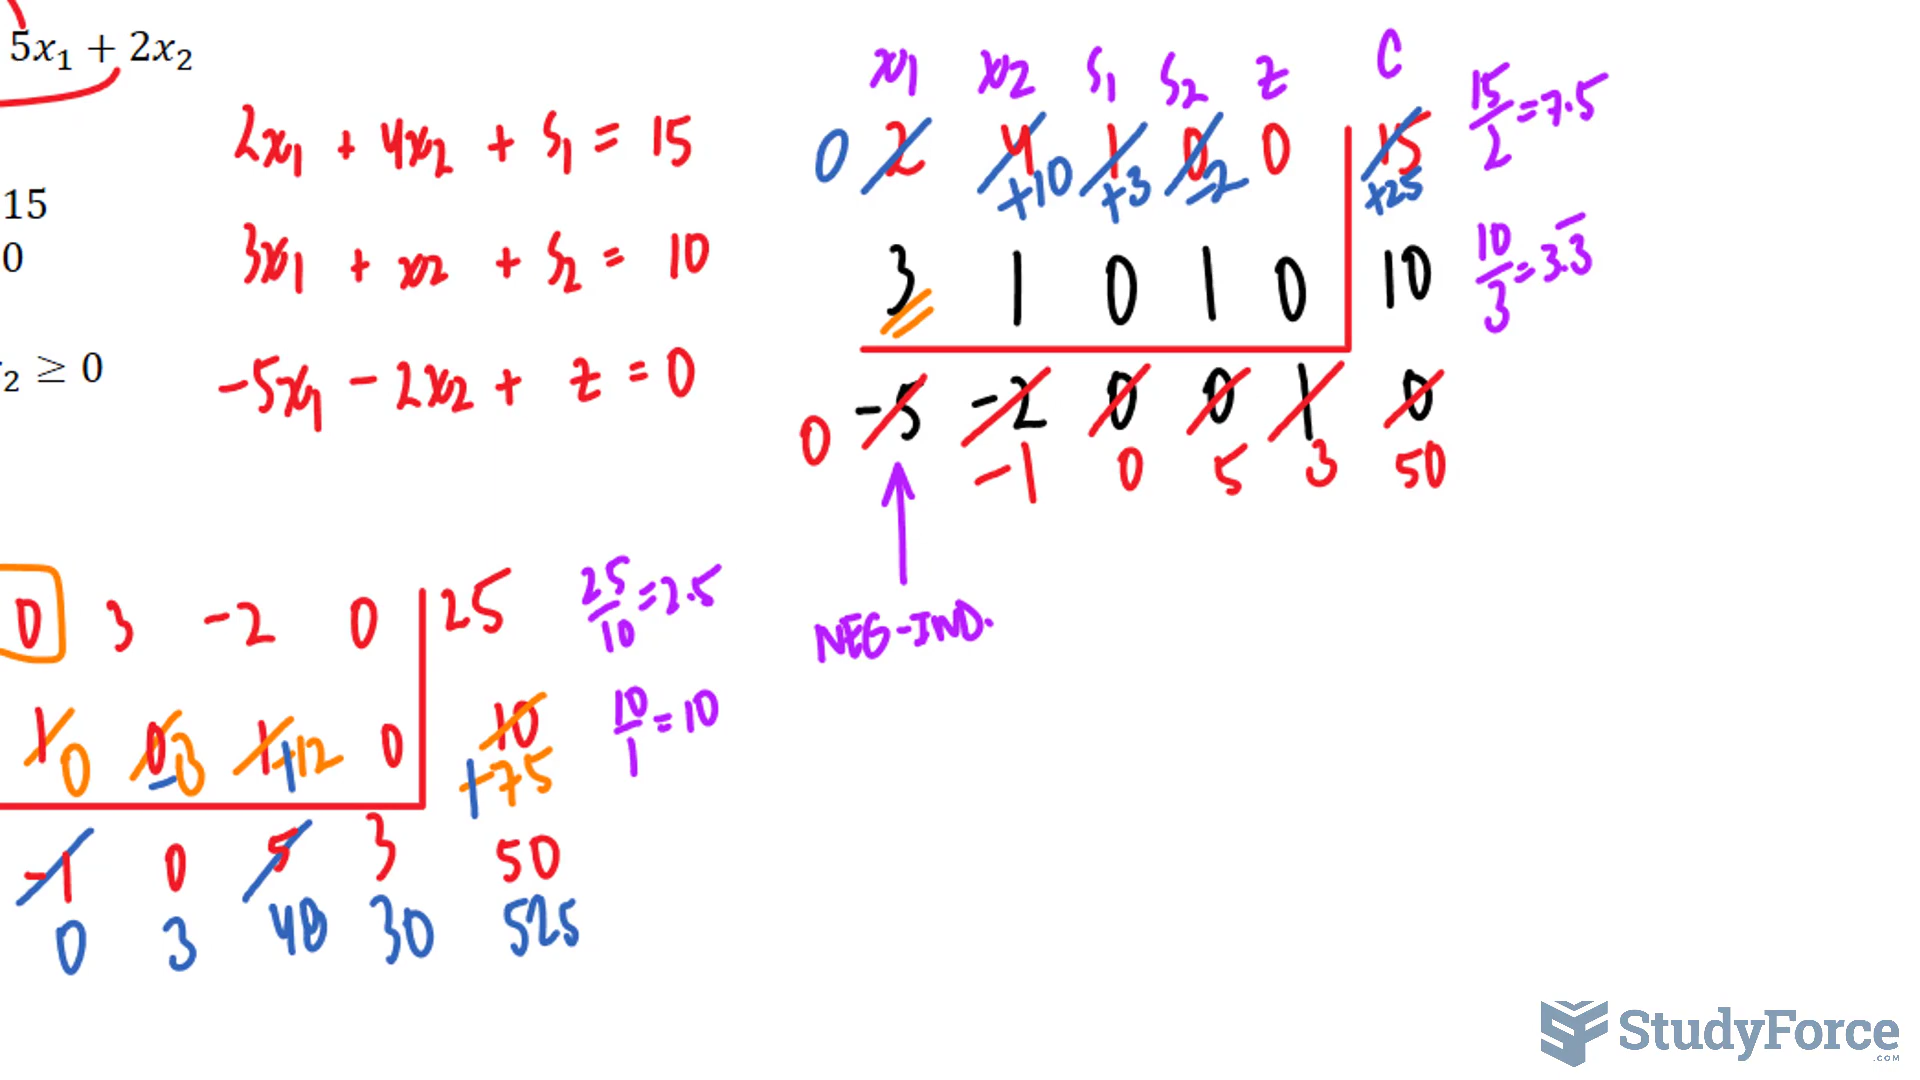 5x₁ + 2x₂
15
0
₂ ≥ 0
2x₁ + 4x₂ + S₁ = 15
3x₁ + x₂ + S₂ = 10
-5x₁ - 2x₂ + z = 0
x₁ x₂ S₁ S₂ z C
0 2 4 1 0 0 15
+10 +3 -2 +25
15/2 = 7.5
3 1 0 1 0 10
10/3 = 3.3̅
-5 -2 0 0 1 0
0 -1 0 5 3 50
NEG-IND.
0 3 -2 0 25
25/10 = 2.5
1 0 1 0 10
0 -3 +12 +75
10/1 = 10
-1 0 5 3 50
0 3 48 30 525
StudyForce
.COM